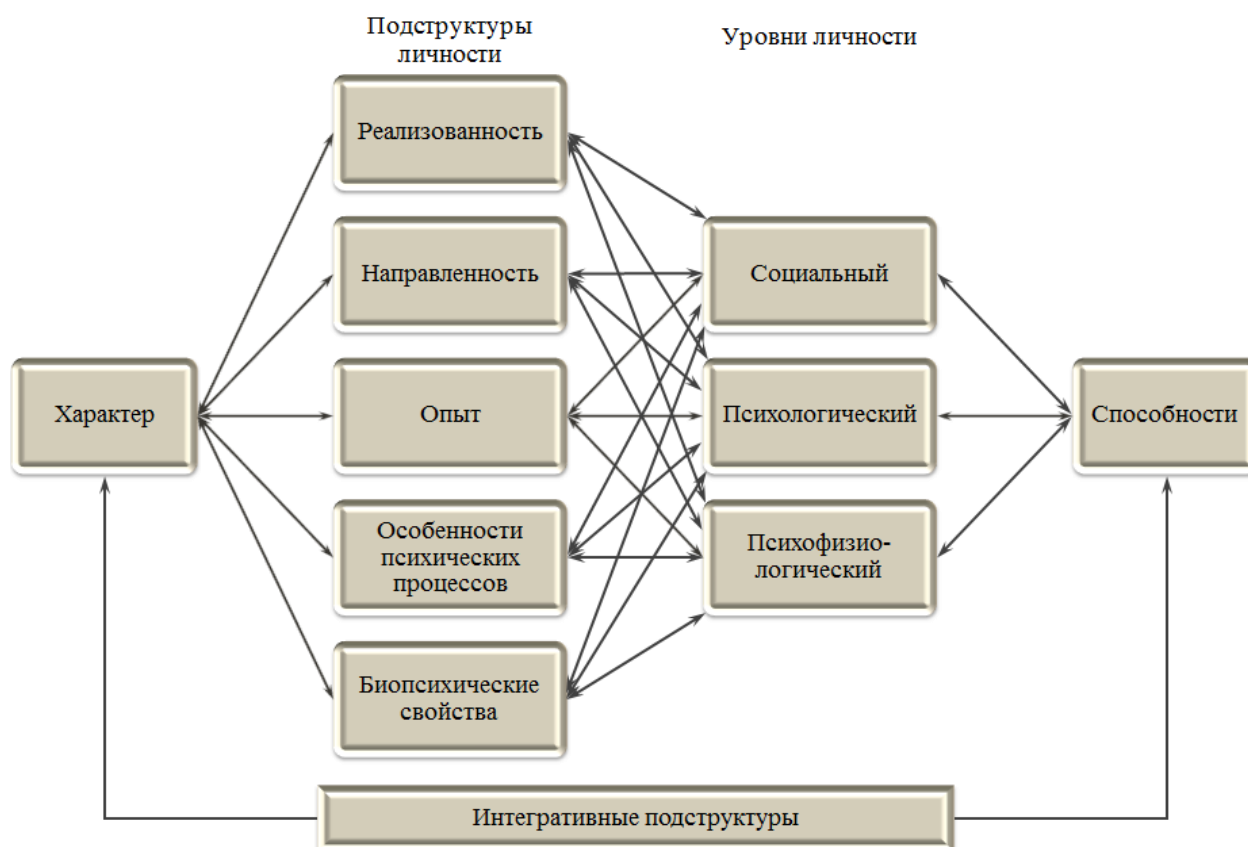 Подструктуры
личности
Уровни личности
Реализованность
Направленность
Социальный
Характер
Опыт
Психологический
Способности
Особенности
психических
процессов
Психофизио-
логический
Биопсихические
свойства
Интегративные подструктуры